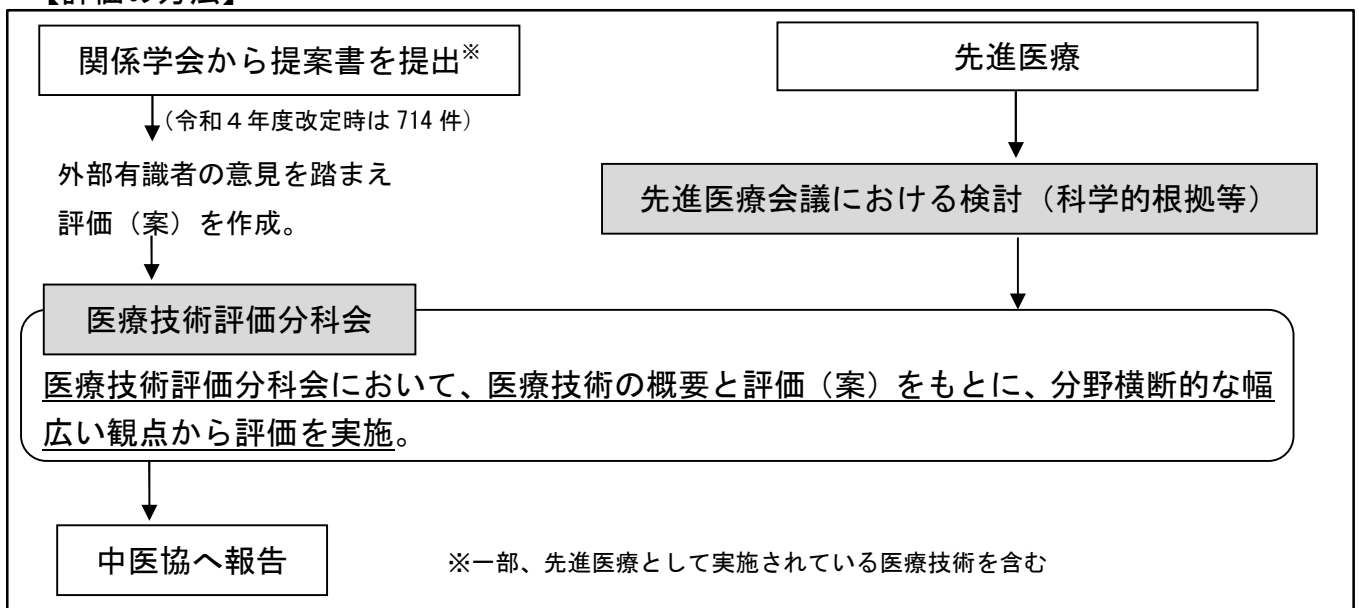 【評価の方法】
関係学会から提案書を提出※
(令和4年度改定時は 714 件)
外部有識者の意見を踏まえ
評価（案）を作成。
先進医療
先進医療会議における検討（科学的根拠等）
医療技術評価分科会
医療技術評価分科会において、医療技術の概要と評価（案）をもとに、分野横断的な幅
広い観点から評価を実施。
中医協へ報告
※一部、先進医療として実施されている医療技術を含む